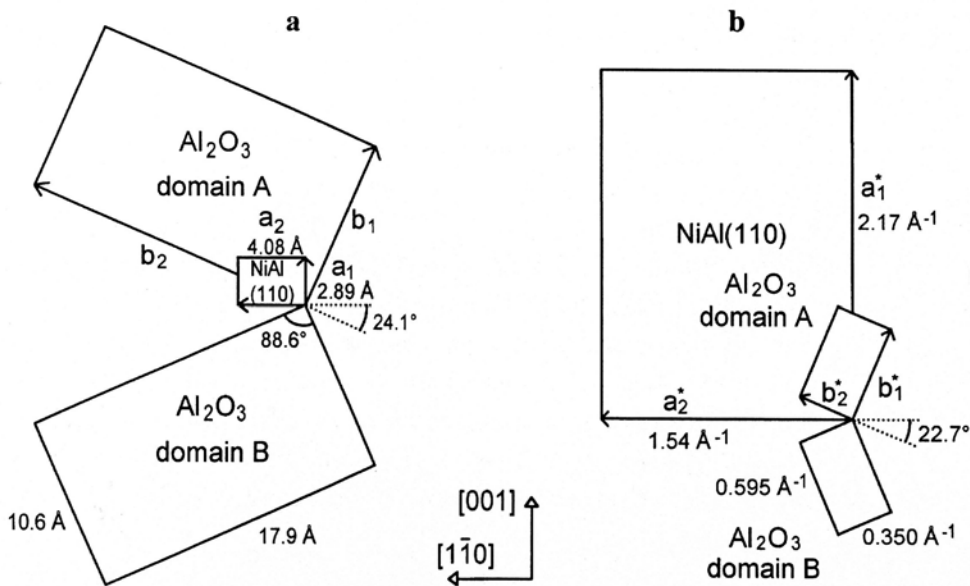 a
Al₂O₃
domain A
b₁
b₂
a₂
4.08 Å
NiAl
(110)
a₁
2.89 Å
24.1°
88.6°
Al₂O₃
domain B
10.6 Å
17.9 Å
[001]
[11̄0]
b
a₁*
2.17 Å⁻¹
NiAl(110)
Al₂O₃
domain A
b₂*
b₁*
a₂*
1.54 Å⁻¹
22.7°
0.595 Å⁻¹
0.350 Å⁻¹
Al₂O₃
domain B